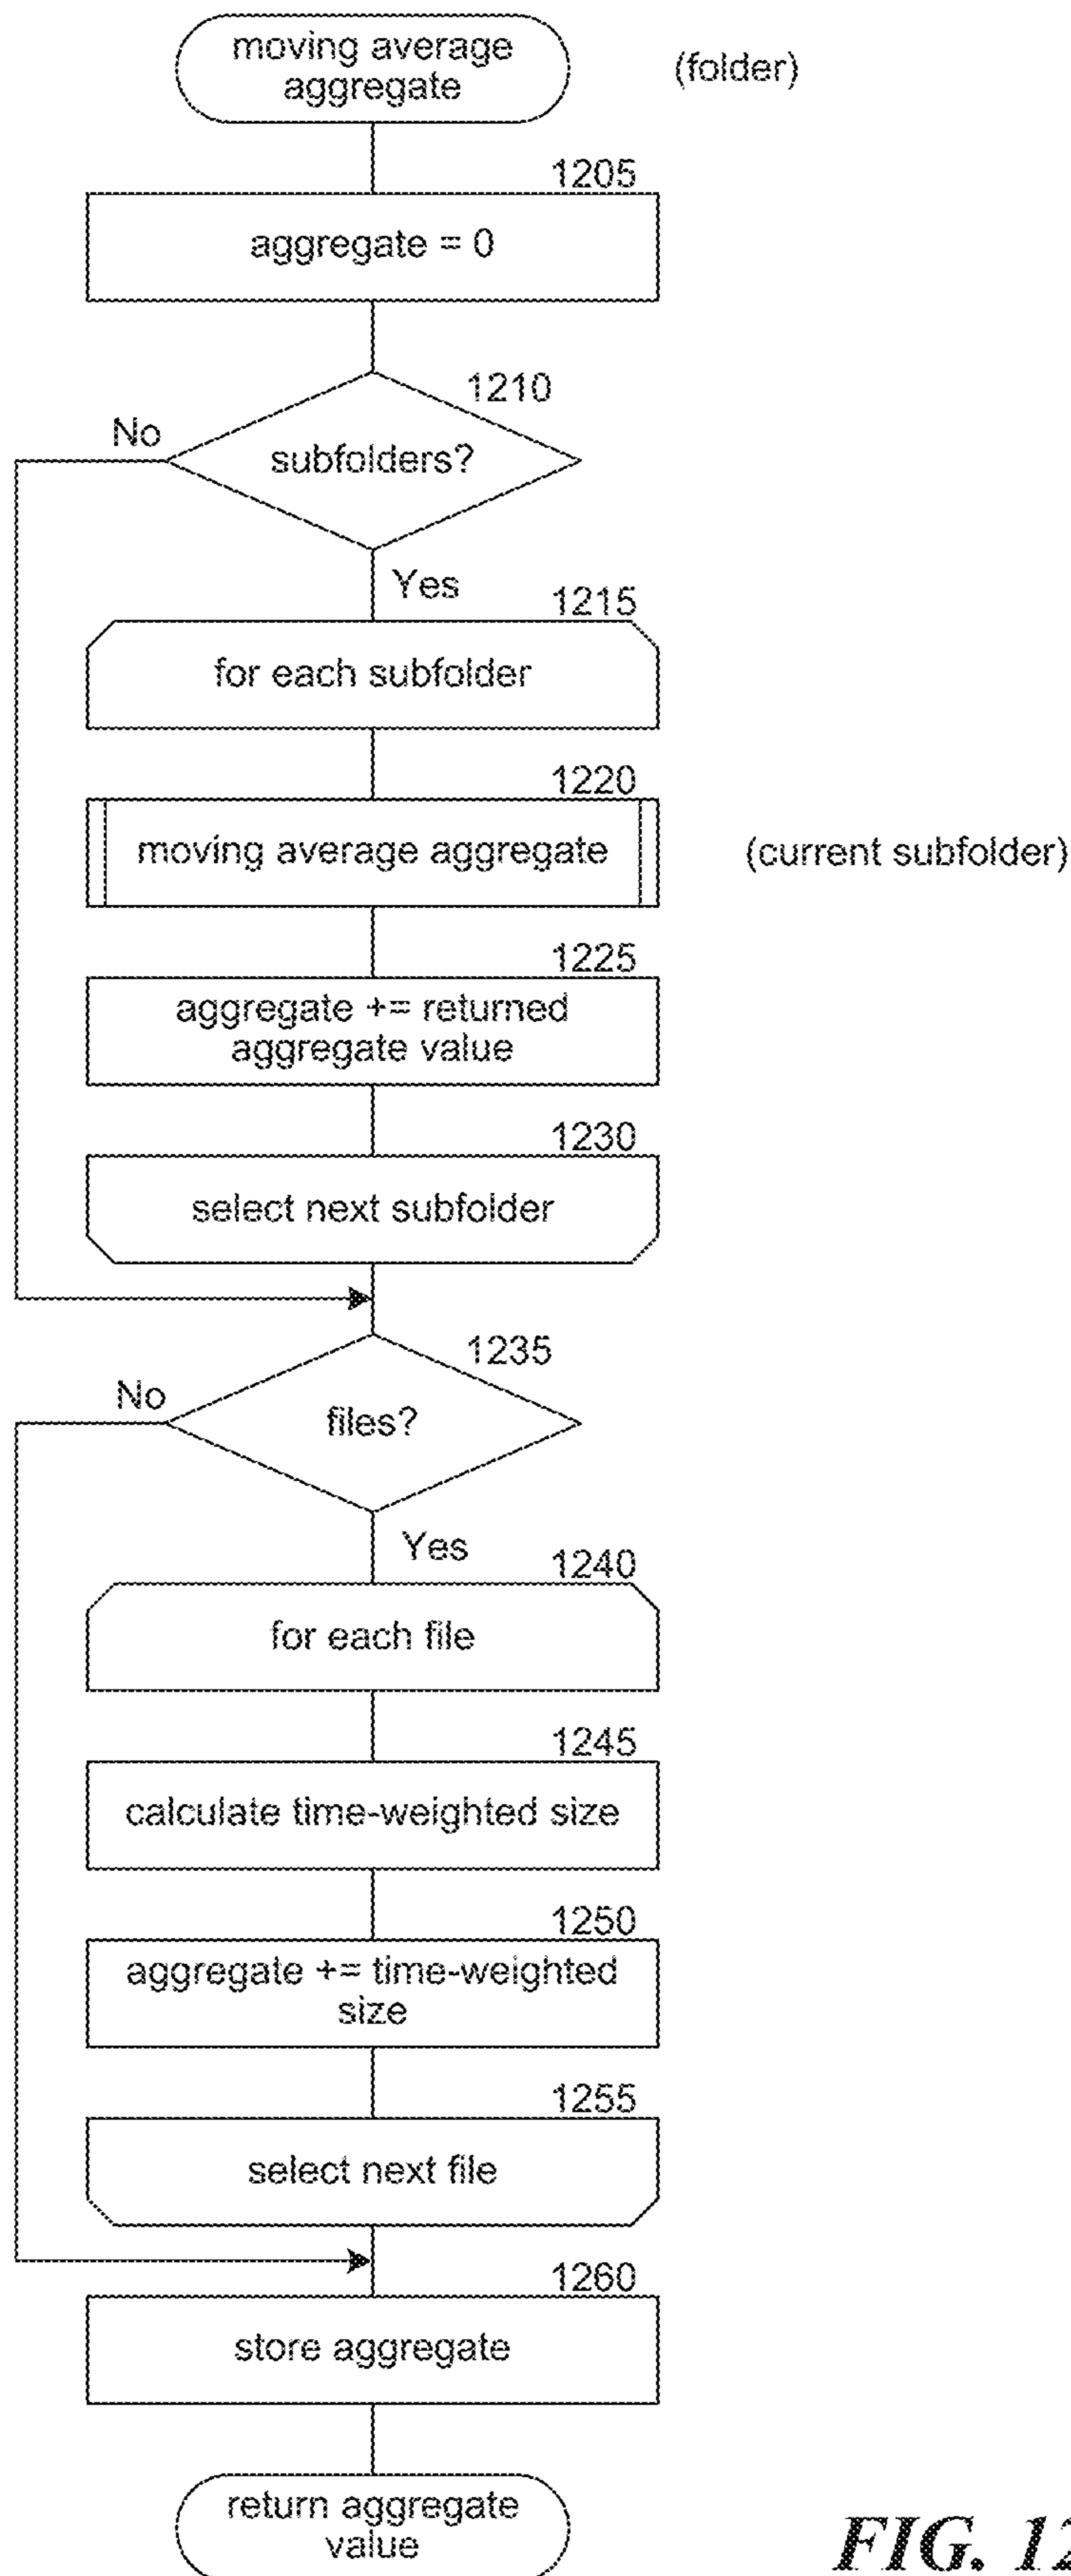 moving average
aggregate
(folder)
1205
aggregate = 0
1210
No
subfolders?
Yes
1215
for each subfolder
1220
moving average aggregate
(current subfolder)
1225
aggregate += returned
aggregate value
1230
select next subfolder
1235
No
files?
Yes
1240
for each file
1245
calculate time-weighted size
1250
aggregate += time-weighted
size
1255
select next file
1260
store aggregate
return aggregate
value
FIG. 12